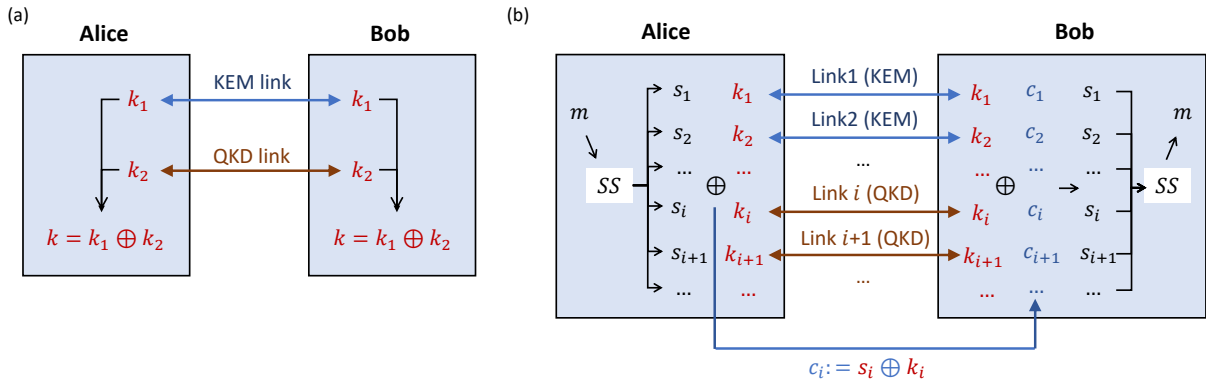 (a)
Alice Bob
KEM link
k₁ k₁
QKD link
k₂ k₂
k = k₁ ⊕ k₂ k = k₁ ⊕ k₂
(b)
Alice Bob
s₁ k₁ Link1 (KEM) k₁ c₁ s₁
m s₂ k₂ Link2 (KEM) k₂ c₂ s₂ m
... ... ... ... ... ...
SS ⊕ ⊕ SS
sᵢ kᵢ Link i (QKD) kᵢ cᵢ sᵢ
sᵢ₊₁ kᵢ₊₁ Link i+1 (QKD) kᵢ₊₁ cᵢ₊₁ sᵢ₊₁
... ... ... ... ... ...
cᵢ := sᵢ ⊕ kᵢ